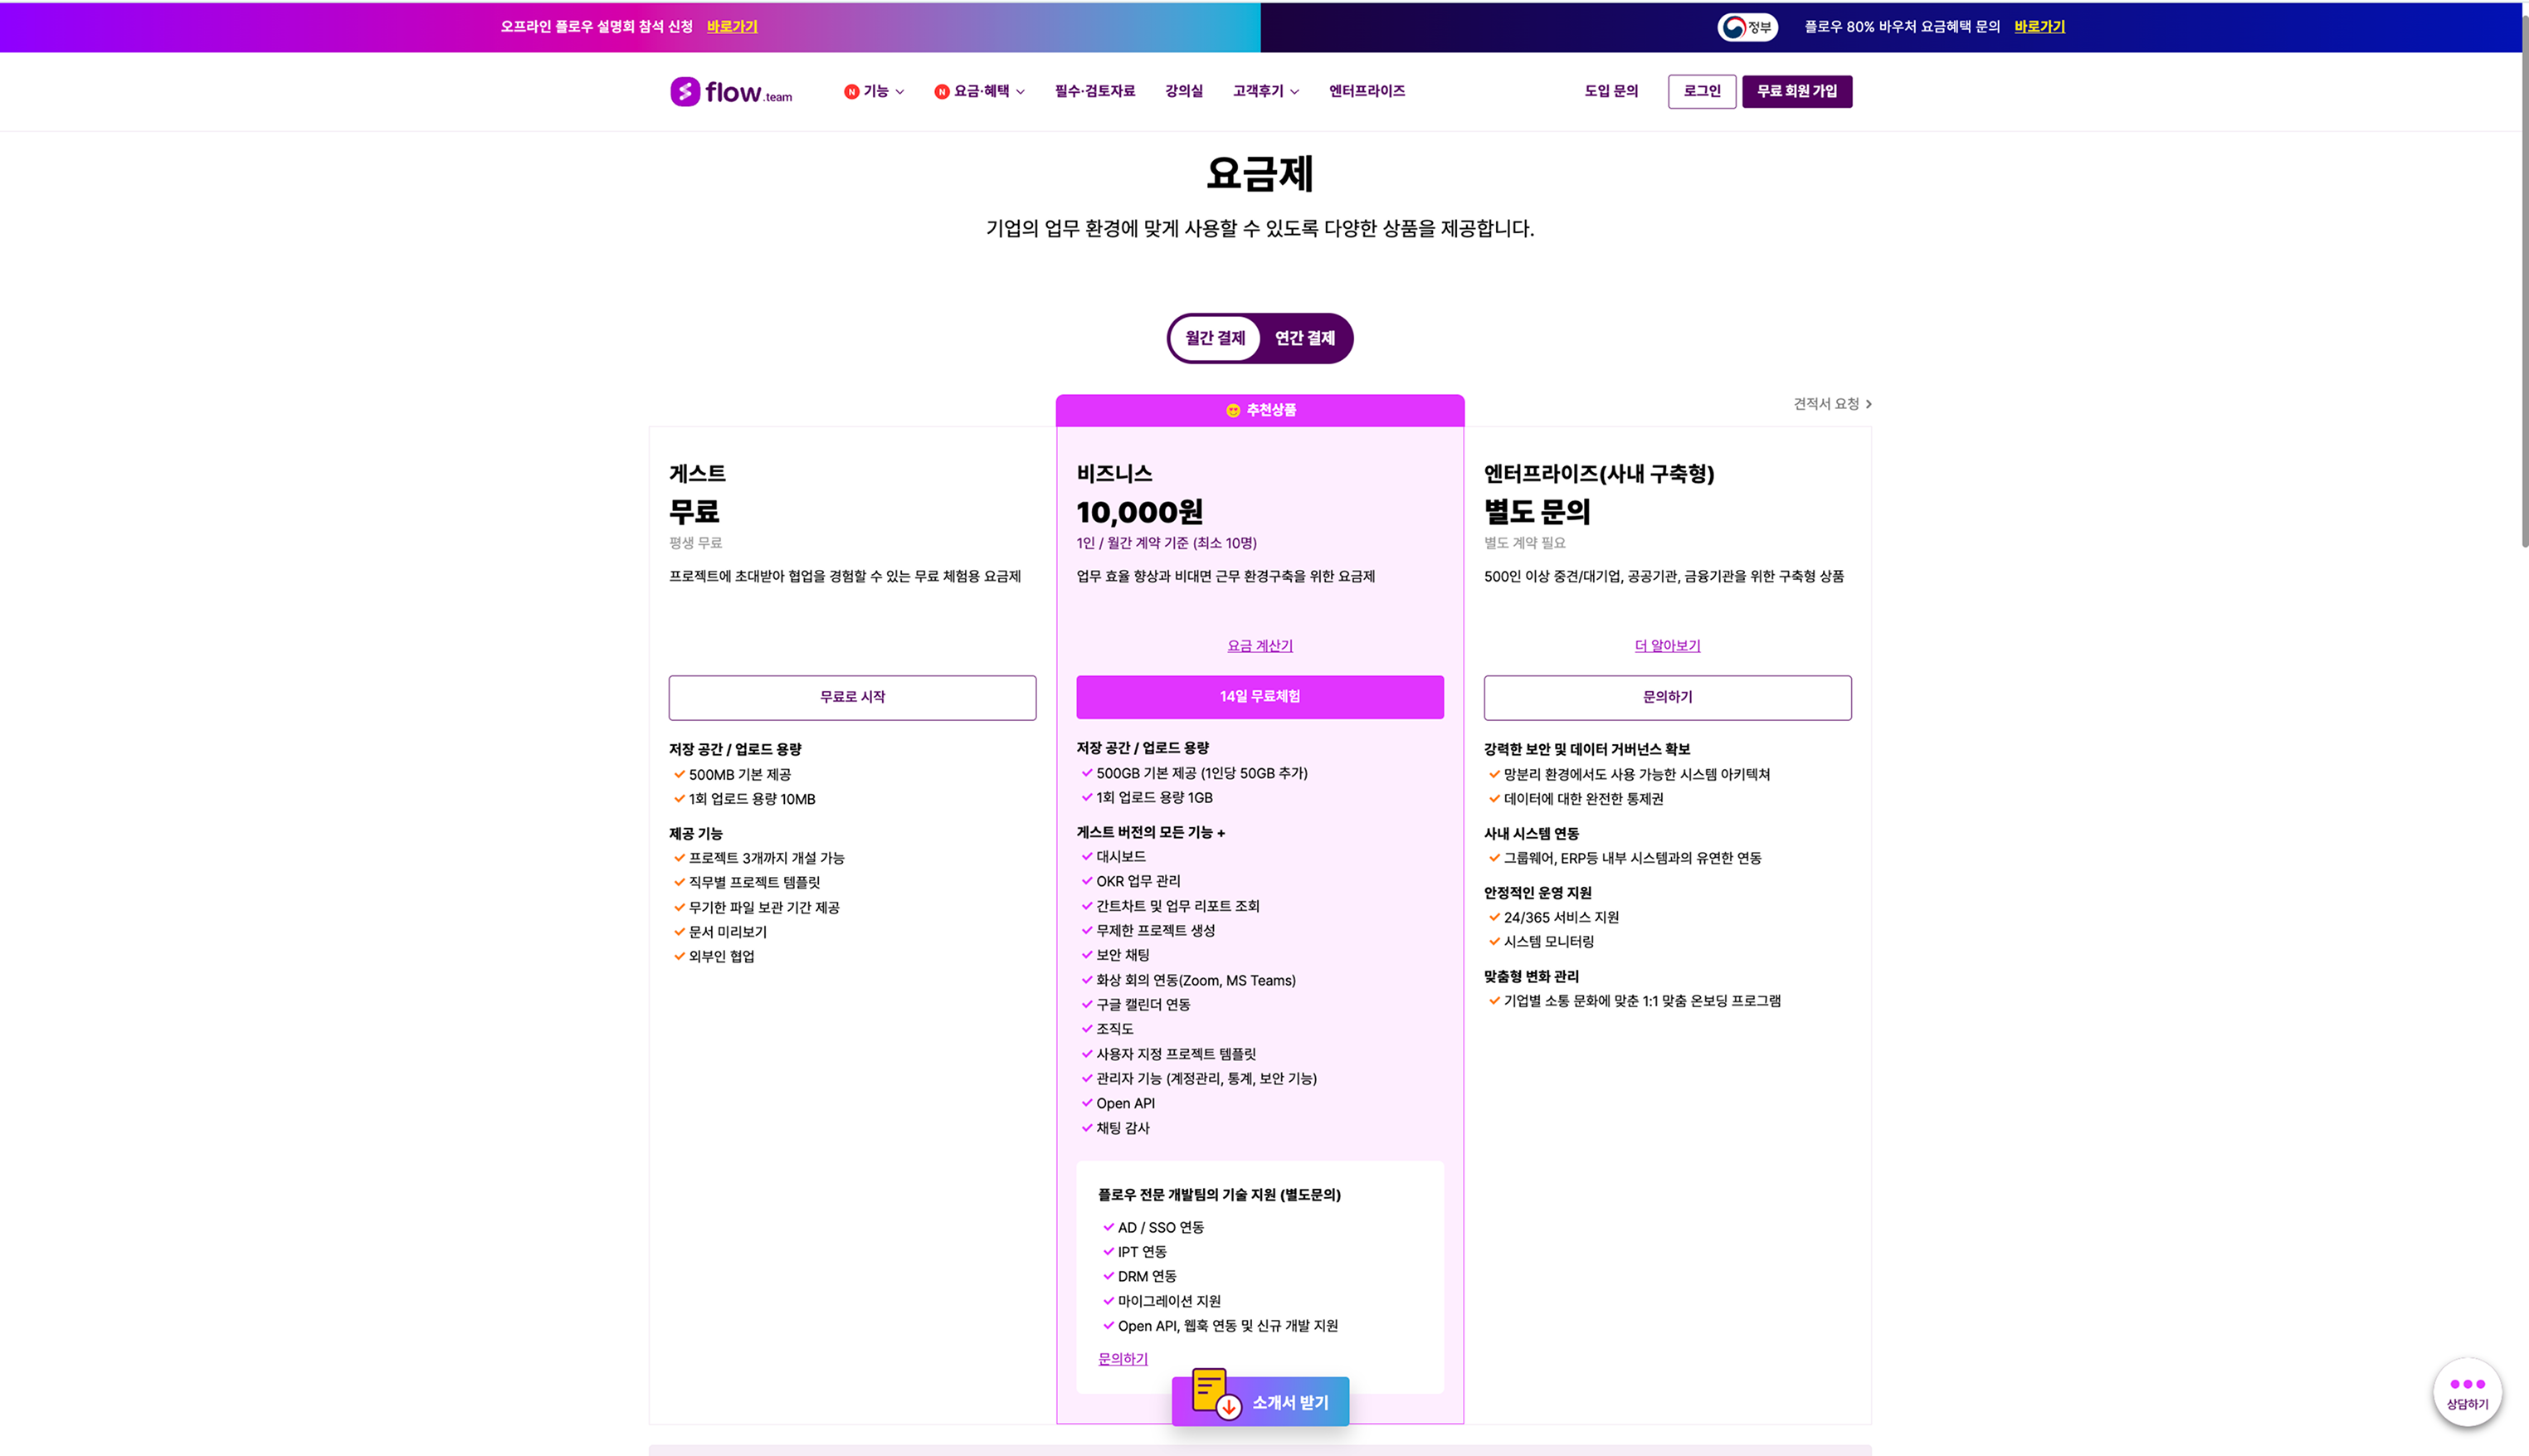 오프라인 플로우 설명회 참석 신청 바로가기
정부 플로우 80% 바우처 요금혜택 문의 바로가기
flow.team
N 기능
N 요금·혜택
필수·검토자료
강의실
고객후기
엔터프라이즈
도입 문의
로그인
무료 회원 가입
요금제
기업의 업무 환경에 맞게 사용할 수 있도록 다양한 상품을 제공합니다.
월간 결제
연간 결제
견적서 요청
게스트
무료
평생 무료
프로젝트에 초대받아 협업을 경험할 수 있는 무료 체험용 요금제
무료로 시작
저장 공간 / 업로드 용량
500MB 기본 제공
1회 업로드 용량 10MB
제공 기능
프로젝트 3개까지 개설 가능
직무별 프로젝트 템플릿
무기한 파일 보관 기간 제공
문서 미리보기
외부인 협업
추천상품
비즈니스
10,000원
1인 / 월간 계약 기준 (최소 10명)
업무 효율 향상과 비대면 근무 환경구축을 위한 요금제
요금 계산기
14일 무료체험
저장 공간 / 업로드 용량
500GB 기본 제공 (1인당 50GB 추가)
1회 업로드 용량 1GB
게스트 버전의 모든 기능 +
대시보드
OKR 업무 관리
간트차트 및 업무 리포트 조회
무제한 프로젝트 생성
보안 채팅
화상 회의 연동(Zoom, MS Teams)
구글 캘린더 연동
조직도
사용자 지정 프로젝트 템플릿
관리자 기능 (계정관리, 통계, 보안 기능)
Open API
채팅 감사
플로우 전문 개발팀의 기술 지원 (별도문의)
AD / SSO 연동
IPT 연동
DRM 연동
마이그레이션 지원
Open API, 웹훅 연동 및 신규 개발 지원
문의하기
소개서 받기
엔터프라이즈(사내 구축형)
별도 문의
별도 계약 필요
500인 이상 중견/대기업, 공공기관, 금융기관을 위한 구축형 상품
더 알아보기
문의하기
강력한 보안 및 데이터 거버넌스 확보
망분리 환경에서도 사용 가능한 시스템 아키텍쳐
데이터에 대한 완전한 통제권
사내 시스템 연동
그룹웨어, ERP등 내부 시스템과의 유연한 연동
안정적인 운영 지원
24/365 서비스 지원
시스템 모니터링
맞춤형 변화 관리
기업별 소통 문화에 맞춘 1:1 맞춤 온보딩 프로그램
상담하기